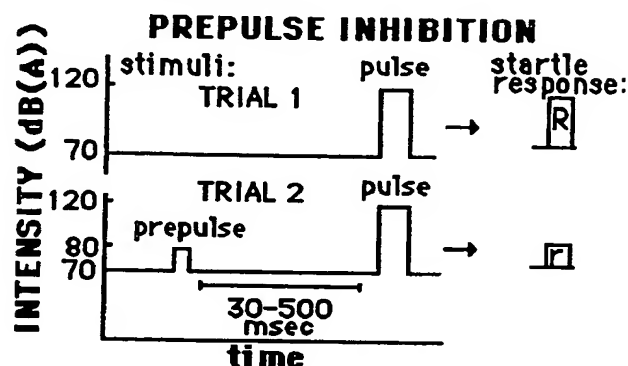 PREPULSE INHIBITION
INTENSITY (dB(A))
stimuli:
pulse
startle
response:
120
TRIAL 1
R
70
TRIAL 2
pulse
120
prepulse
80
70
r
30-500
msec
time